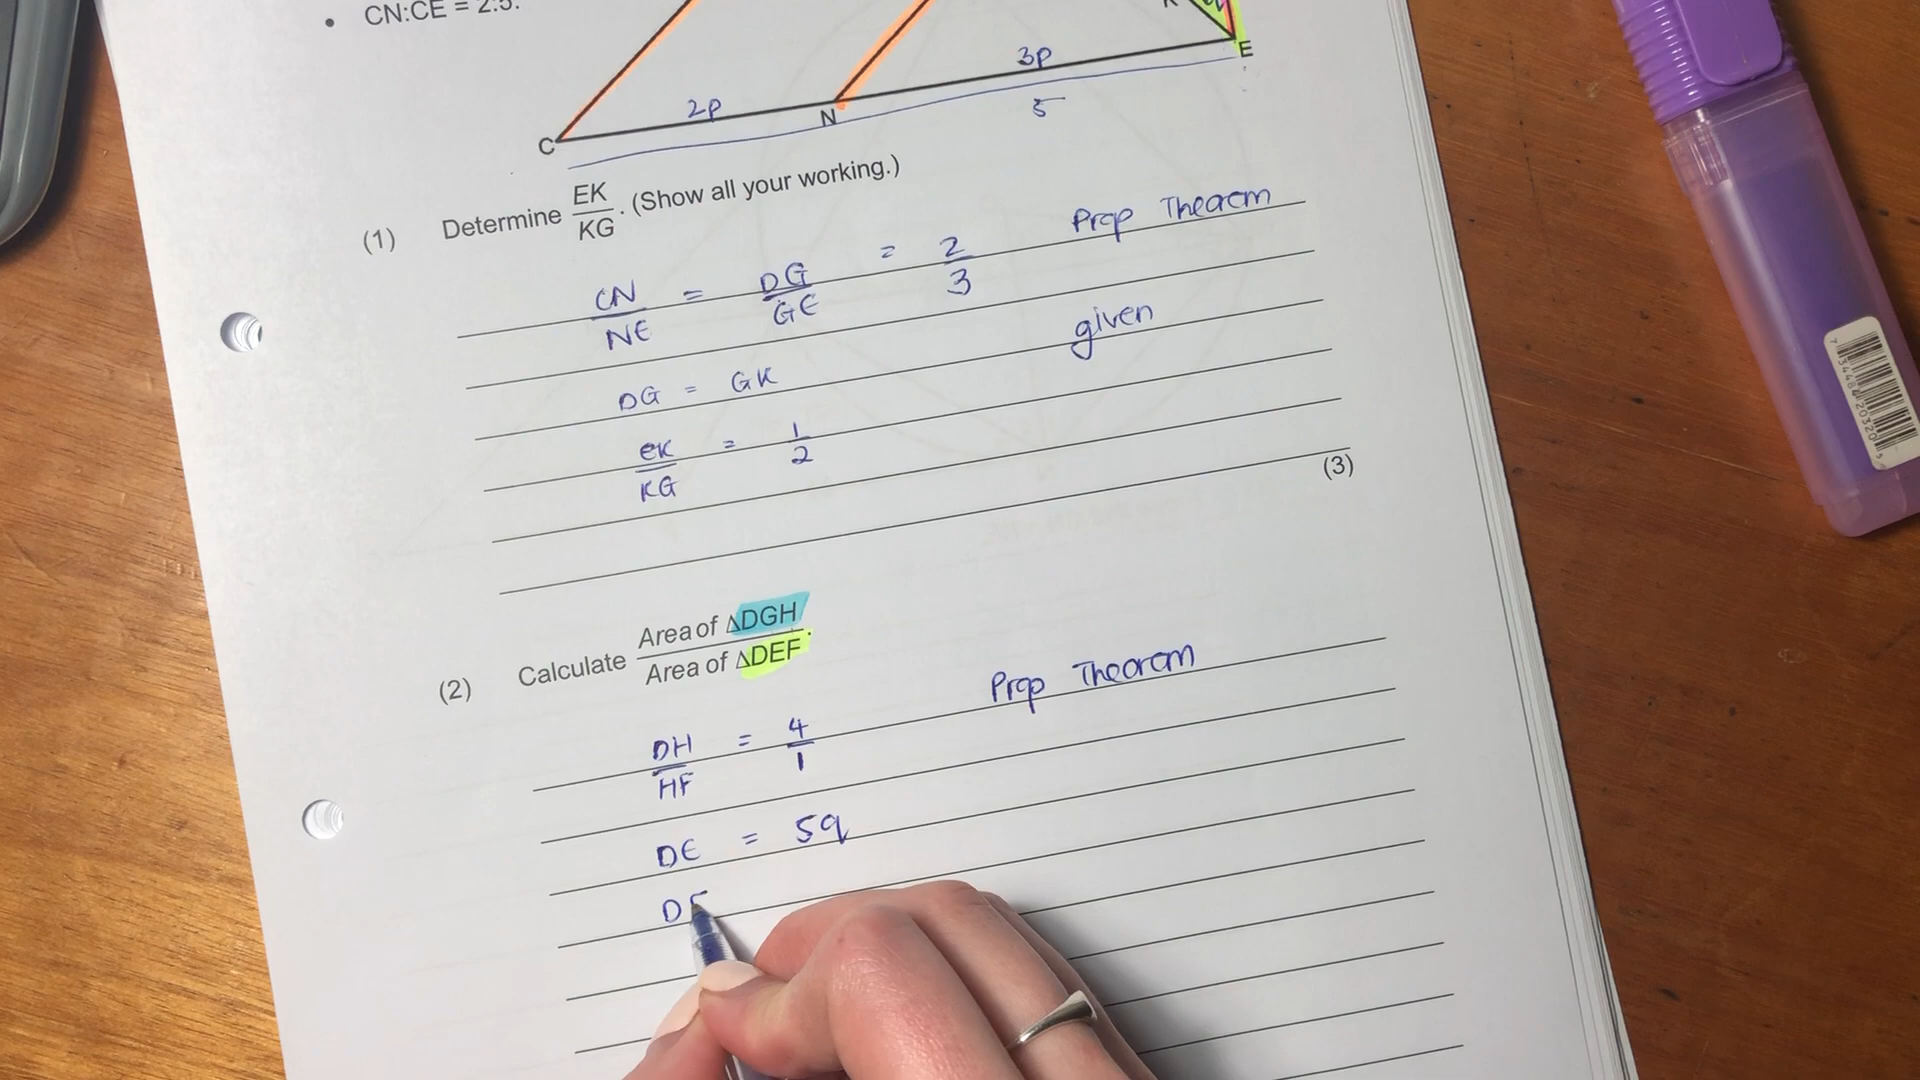 • CN:CE = 2:5.
K
E
3p
2p
N
5
C
(1) Determine EK/KG. (Show all your working.)
CN/NE = DG/GE = 2/3 Prop Theorem
DG = GK given
EK/KG = 1/2
(3)
(2) Calculate Area of ΔDGH/Area of ΔDEF.
DH/HF = 4/1 Prop Theorem
DE = 5q
DF